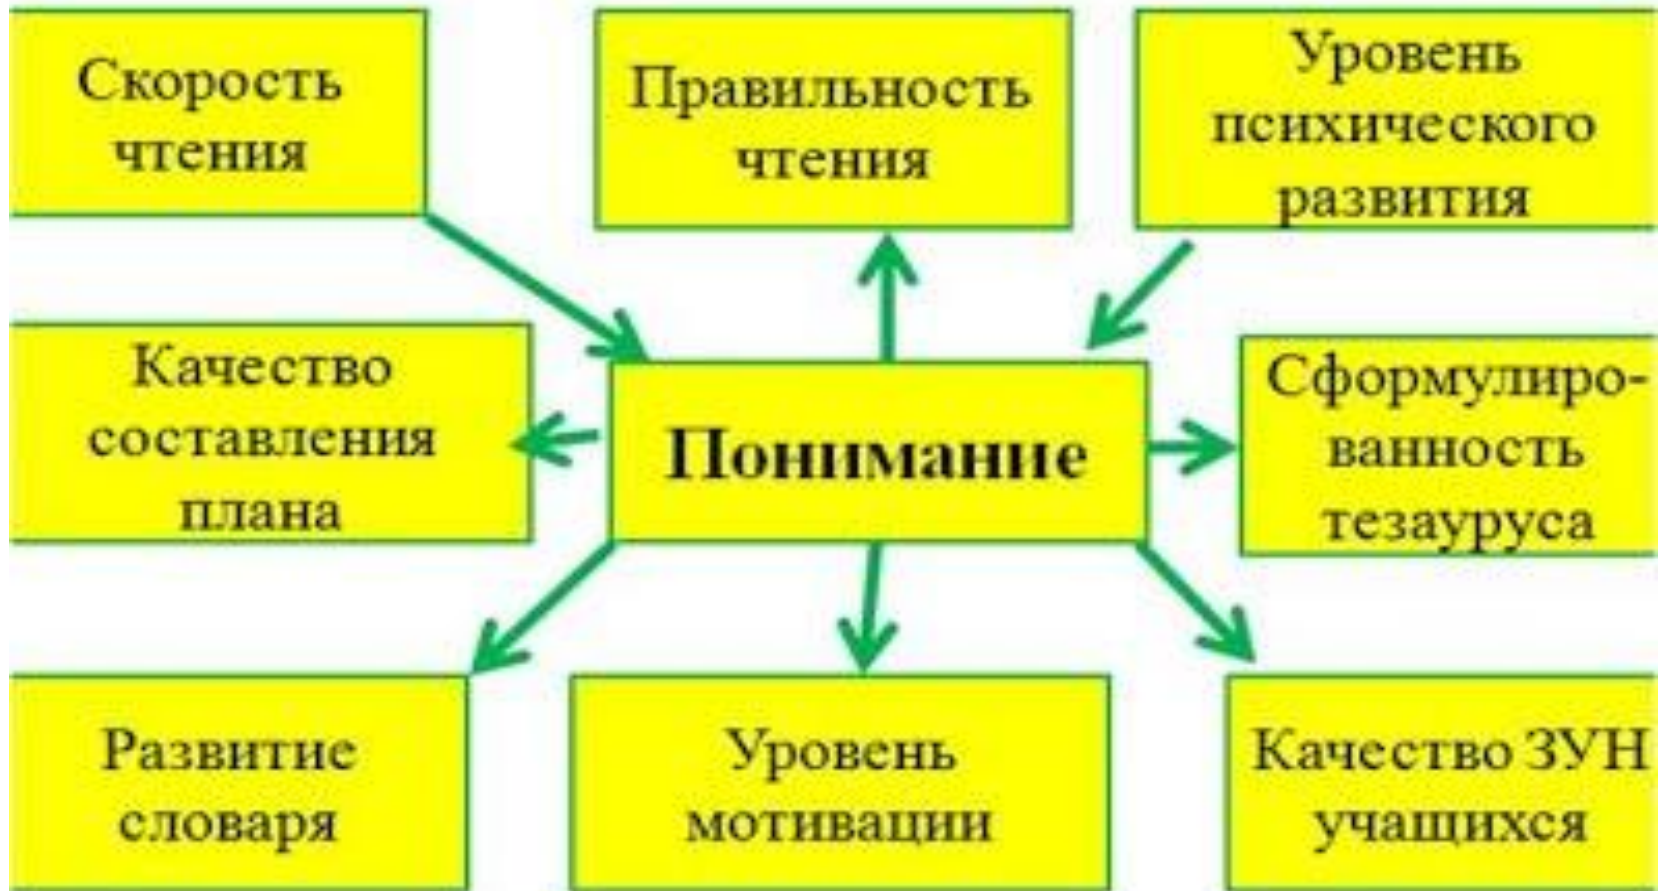 Скорость
чтения
Правильность
чтения
Уровень
психического
развития
Качество
составления
плана
Понимание
Сформулиро-
ванность
тезауруса
Развитие
словаря
Уровень
мотивации
Качество ЗУН
учащихся